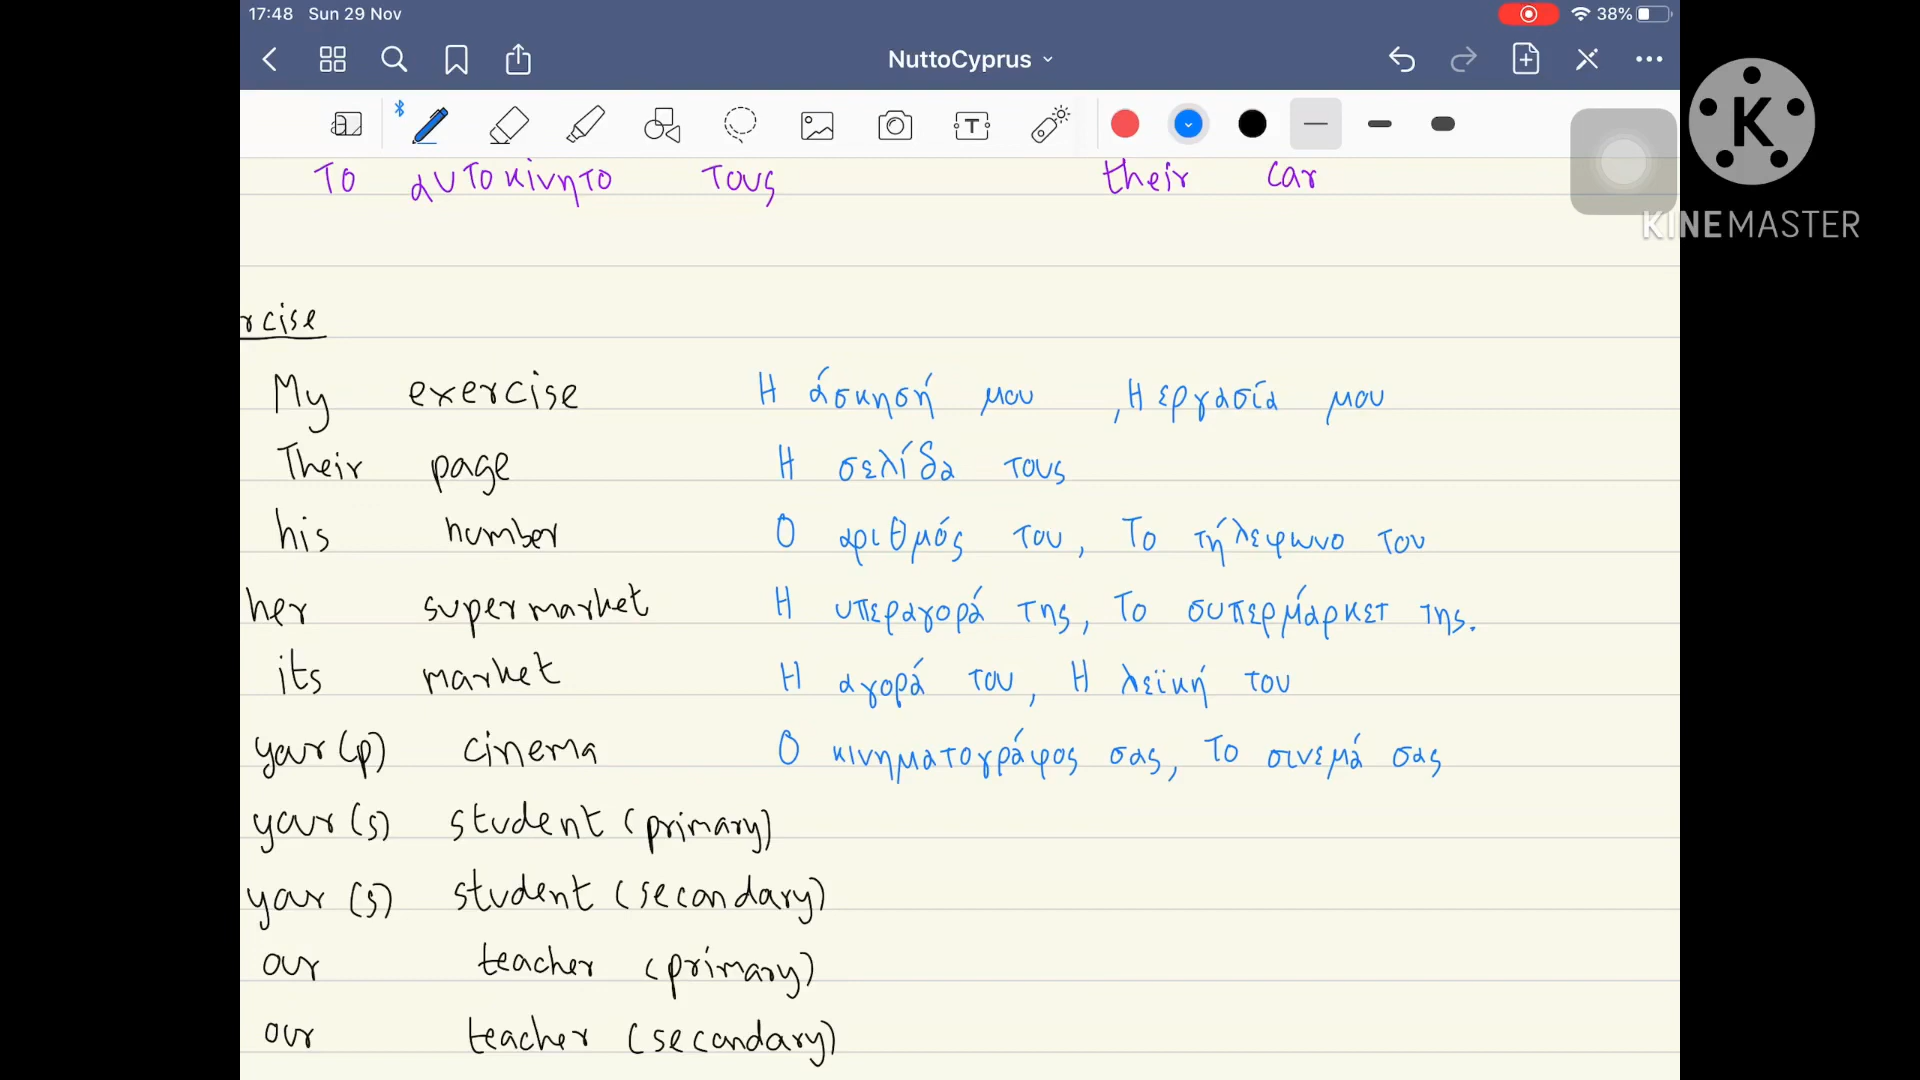 17:48 Sun 29 Nov 38%
NuttoCyprus
K
KINEMASTER
Το αυτοκίνητο τους their car
rcise
My exercise Η άσκησή μου , Η εργασία μου
Their page Η σελίδα τους
his number Ο αριθμός του, Το τήλεφωνο του
her supermarket Η υπεραγορά της, Το συπερμάρκετ της.
its market Η αγορά του, Η λεϊκή του
your (p) cinema Ο κινηματογράφος σας, Το σινεμά σας
your (s) student (primary)
your (s) student (secondary)
our teacher (primary)
our teacher (secondary)